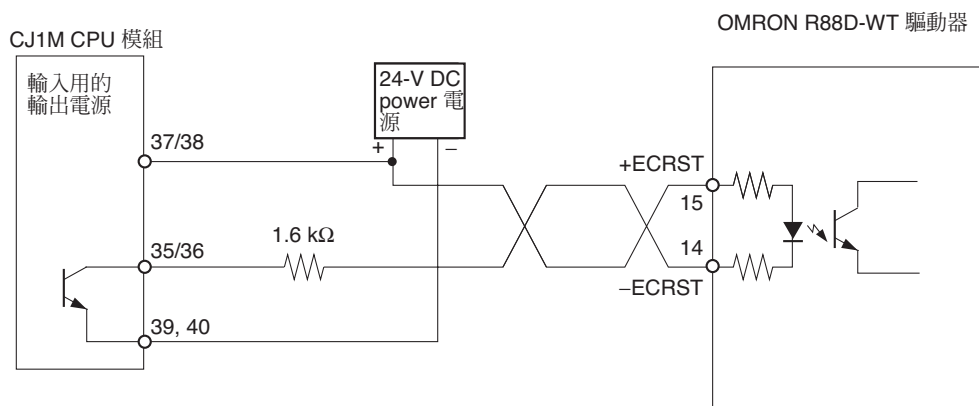 OMRON R88D-WT 驅動器
CJ1M CPU 模組
輸入用的
輸出電源
24-V DC
power 電
源
+
−
37/38
+ECRST
15
35/36
1.6 kΩ
14
−ECRST
39, 40